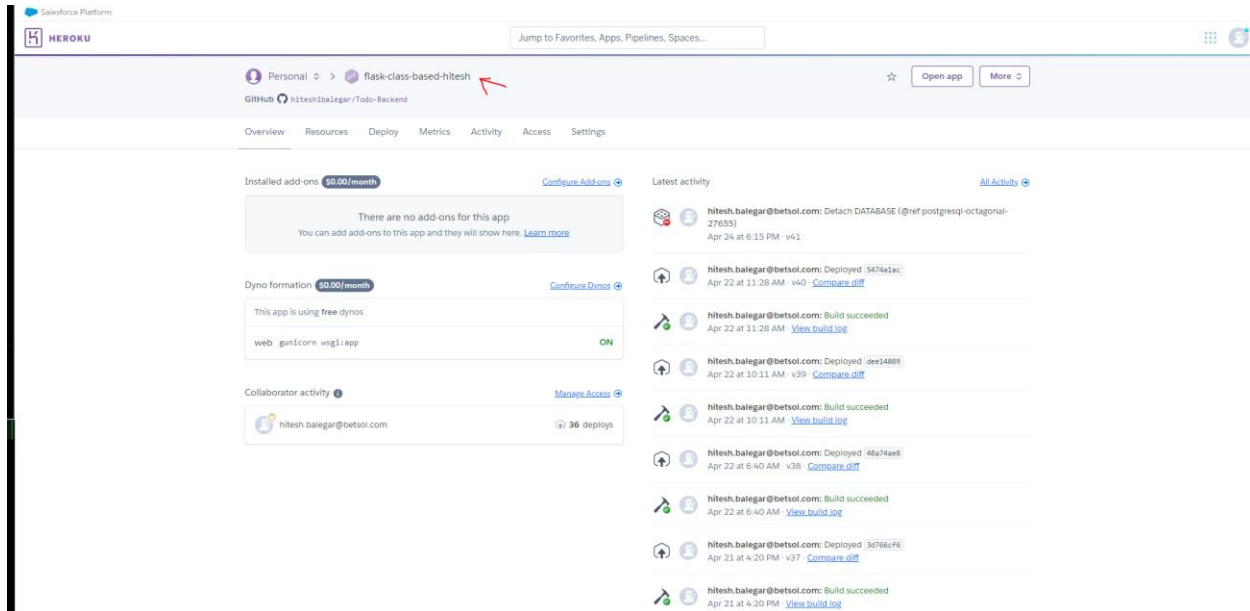 Salesforce Platform
HEROKU
Jump to Favorites, Apps, Pipelines, Spaces...
Personal > flask-class-based-hitesh
Open app
More
GitHub hiteshibalegar/Todo-Backend
Overview Resources Deploy Metrics Activity Access Settings
Installed add-ons $0.00/month Configure Add-ons
There are no add-ons for this app
You can add add-ons to this app and they will show here. Learn more
Dyno formation $0.00/month Configure Dynos
This app is using free dynos
web gunicorn wsgi:app ON
Collaborator activity Manage Access
hitesh.balegar@betsol.com 36 deploys
Latest activity All Activity
hitesh.balegar@betsol.com: Detach DATABASE (@ref:postgresql-octagonal-
27655)
Apr 24 at 6:15 PM · v41
hitesh.balegar@betsol.com: Deployed 5474a1ac
Apr 22 at 11:28 AM · v40 · Compare diff
hitesh.balegar@betsol.com: Build succeeded
Apr 22 at 11:28 AM · View build log
hitesh.balegar@betsol.com: Deployed dee14089
Apr 22 at 10:11 AM · v39 · Compare diff
hitesh.balegar@betsol.com: Build succeeded
Apr 22 at 10:11 AM · View build log
hitesh.balegar@betsol.com: Deployed 48a74ae8
Apr 22 at 6:40 AM · v38 · Compare diff
hitesh.balegar@betsol.com: Build succeeded
Apr 22 at 6:40 AM · View build log
hitesh.balegar@betsol.com: Deployed 3d766cf6
Apr 21 at 4:20 PM · v37 · Compare diff
hitesh.balegar@betsol.com: Build succeeded
Apr 21 at 4:20 PM · View build log